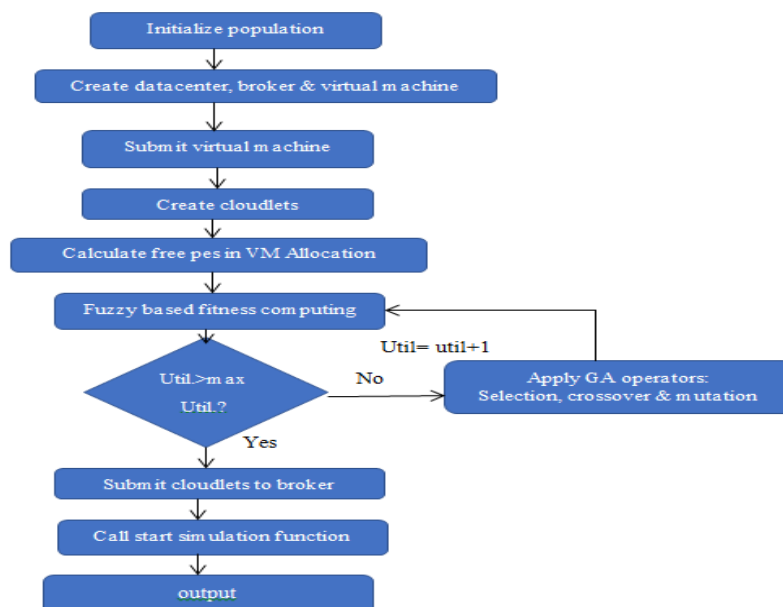 Initialize population
Create datacenter, broker & virtual machine
Submit virtual machine
Create cloudlets
Calculate free pes in VM Allocation
Fuzzy based fitness computing
Util= util+1
Util.>max
Util.?
No
Apply GA operators:
Selection, crossover & mutation
Yes
Submit cloudlets to broker
Call start simulation function
output